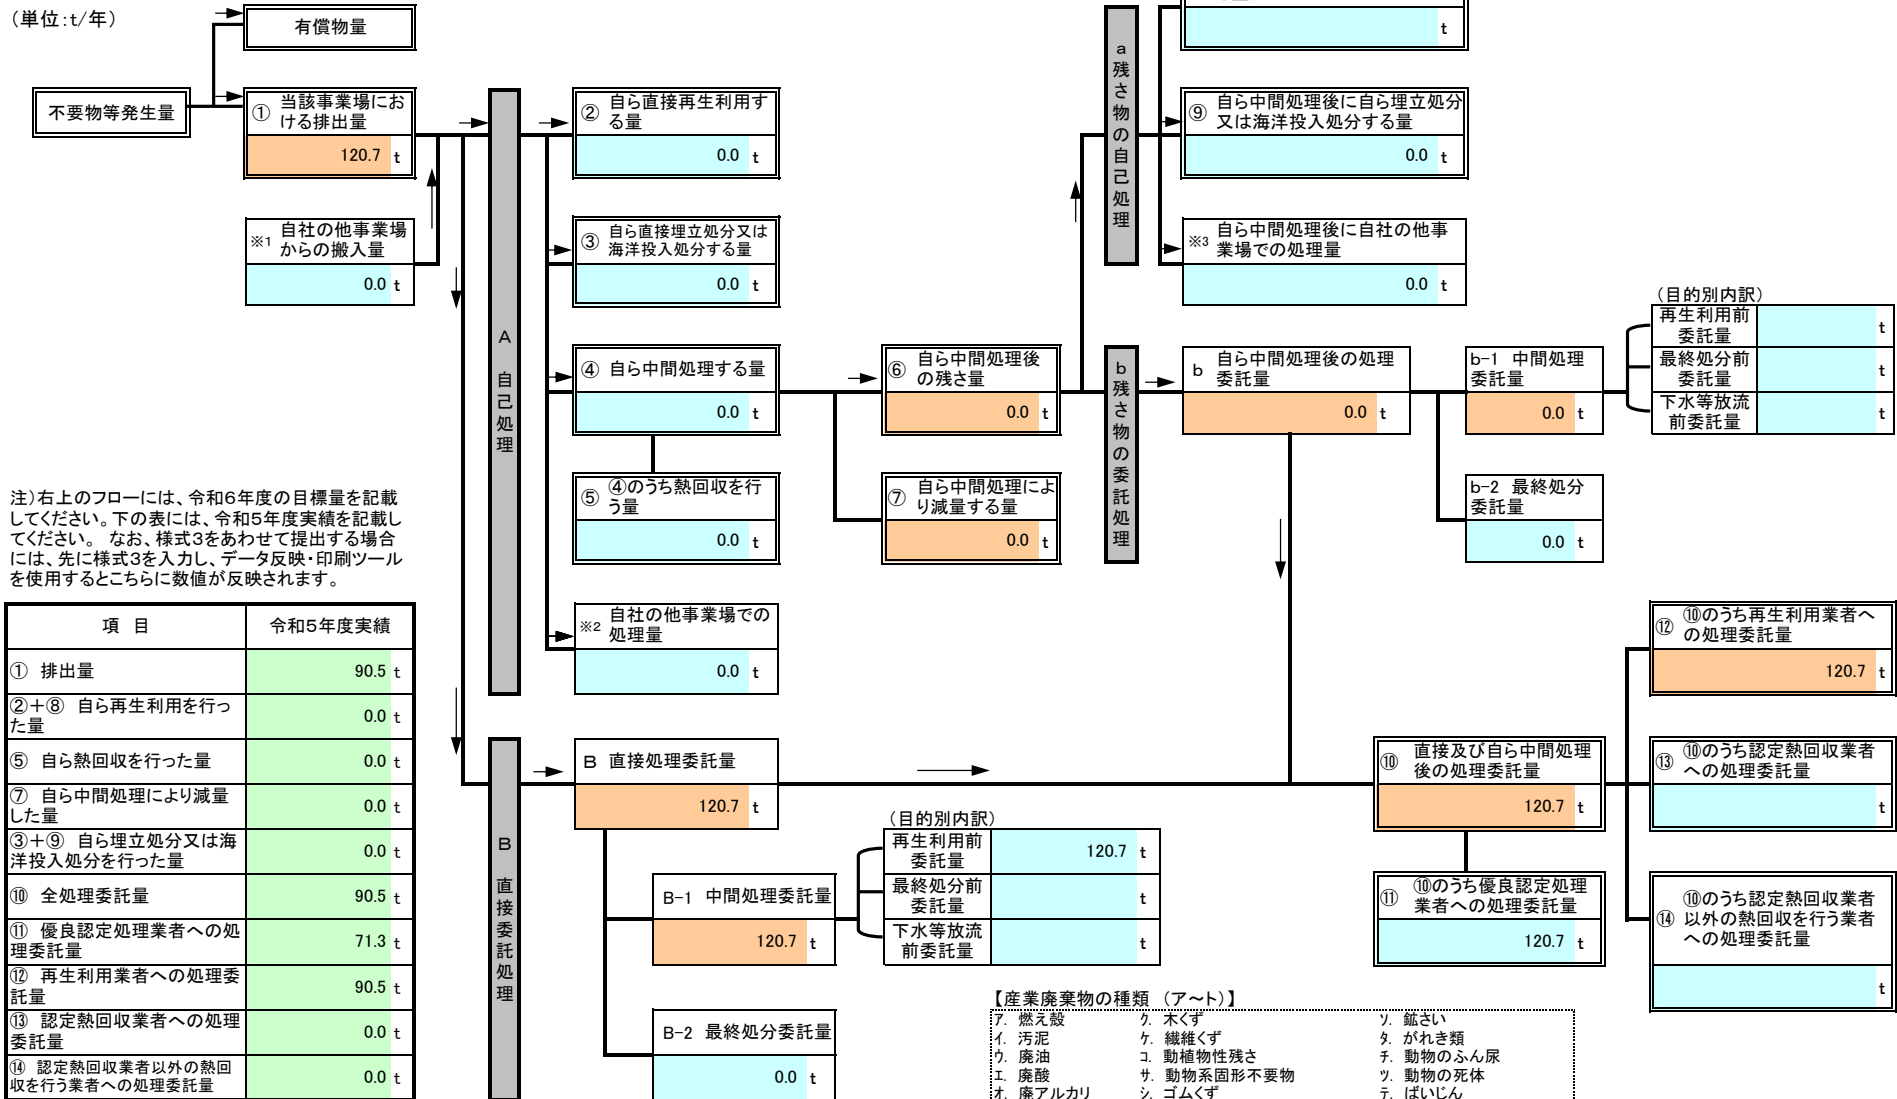 (単位:t/年)
有償物量
不要物等発生量
① 当該事業場にお
ける排出量
120.7 t
※1 自社の他事業場
からの搬入量
0.0 t
A 自己処理
② 自ら直接再生利用す
る量
0.0 t
③ 自ら直接埋立処分又は
海洋投入処分する量
0.0 t
④ 自ら中間処理する量
0.0 t
⑤ ④のうち熱回収を行
う量
0.0 t
※2 自社の他事業場での
処理量
0.0 t
⑥ 自ら中間処理後
の残さ量
0.0 t
⑦ 自ら中間処理によ
り減量する量
0.0 t
a 残さ物の自己処理
t
⑨ 自ら中間処理後に自ら埋立処分
又は海洋投入処分する量
0.0 t
※3 自ら中間処理後に自社の他事
業場での処理量
0.0 t
b 残さ物の委託処理
b 自ら中間処理後の処理
委託量
0.0 t
b-1 中間処理
委託量
0.0 t
(目的別内訳)
再生利用前
委託量
t
最終処分前
委託量
t
下水等放流
前委託量
t
b-2 最終処分
委託量
0.0 t
注)右上のフローには、令和6年度の目標量を記載
してください。下の表には、令和5年度実績を記載し
てください。 なお、様式3をあわせて提出する場合
には、先に様式3を入力し、データ反映・印刷ツール
を使用するとこちらに数値が反映されます。
項 目 令和5年度実績
① 排出量 90.5 t
②+⑧ 自ら再生利用を行っ
た量 0.0 t
⑤ 自ら熱回収を行った量 0.0 t
⑦ 自ら中間処理により減量
した量 0.0 t
③+⑨ 自ら埋立処分又は海
洋投入処分を行った量 0.0 t
⑩ 全処理委託量 90.5 t
⑪ 優良認定処理業者への処
理委託量 71.3 t
⑫ 再生利用業者への処理委
託量 90.5 t
⑬ 認定熱回収業者への処理
委託量 0.0 t
⑭ 認定熱回収業者以外の熱回
収を行う業者への処理委託量 0.0 t
B 直接委託処理
B 直接処理委託量
120.7 t
B-1 中間処理委託量
120.7 t
(目的別内訳)
再生利用前
委託量
120.7 t
最終処分前
委託量
t
下水等放流
前委託量
t
B-2 最終処分委託量
0.0 t
⑩ 直接及び自ら中間処理
後の処理委託量
120.7 t
⑪ ⑩のうち優良認定処理
業者への処理委託量
120.7 t
⑫ ⑩のうち再生利用業者へ
の処理委託量
120.7 t
⑬ ⑩のうち認定熱回収業者
への処理委託量
t
⑭ ⑩のうち認定熱回収業者
以外の熱回収を行う業者
への処理委託量
t
【産業廃棄物の種類 (ア~ト)】
ア. 燃え殻 ク. 木くず ソ. 鉱さい
イ. 汚泥 ケ. 繊維くず タ. がれき類
ウ. 廃油 コ. 動植物性残さ チ. 動物のふん尿
エ. 廃酸 サ. 動物系固形不要物 ツ. 動物の死体
オ. 廃アルカリ シ. ゴムくず テ. ばいじん